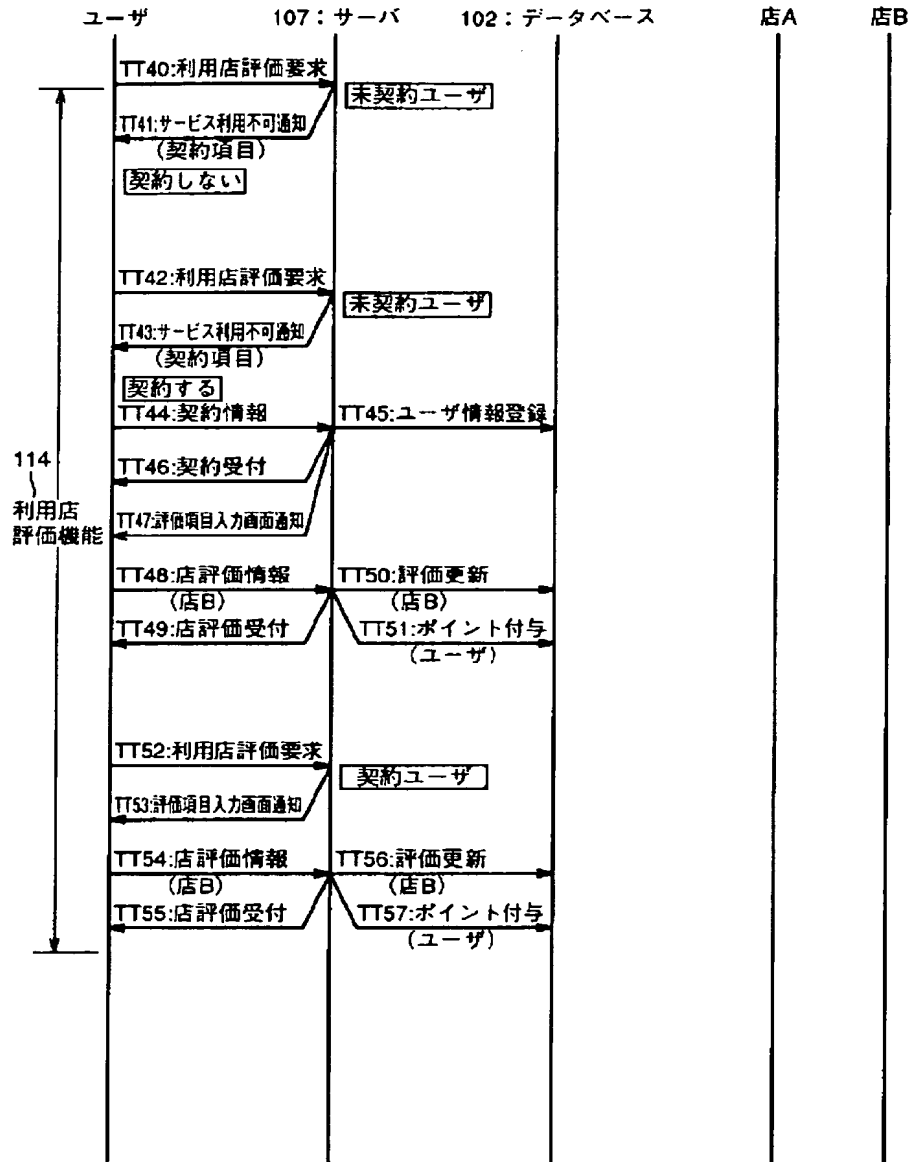 ユーザ
107：サーバ
102：データベース
店A
店B
TT40:利用店評価要求
未契約ユーザ
TT41:サービス利用不可通知
(契約項目)
契約しない
TT42:利用店評価要求
未契約ユーザ
TT43:サービス利用不可通知
(契約項目)
契約する
TT44:契約情報
TT45:ユーザ情報登録
TT46:契約受付
114
利用店
評価機能
TT47:評価項目入力画面通知
TT48:店評価情報
(店B)
TT50:評価更新
(店B)
TT49:店評価受付
TT51:ポイント付与
(ユーザ)
TT52:利用店評価要求
契約ユーザ
TT53:評価項目入力画面通知
TT54:店評価情報
(店B)
TT56:評価更新
(店B)
TT55:店評価受付
TT57:ポイント付与
(ユーザ)